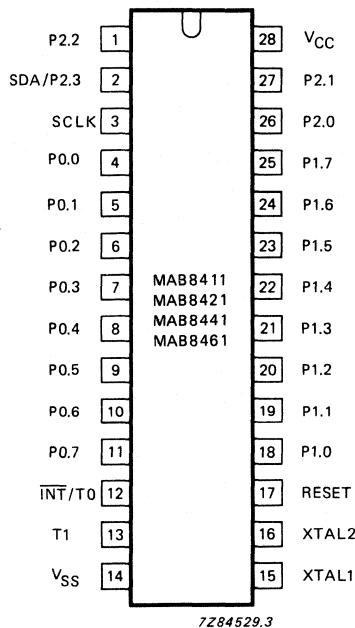 P2.2 1 28 VCC
SDA/P2.3 2 27 P2.1
SCLK 3 26 P2.0
P0.0 4 25 P1.7
P0.1 5 24 P1.6
P0.2 6 23 P1.5
P0.3 7 22 P1.4
P0.4 8 21 P1.3
P0.5 9 20 P1.2
P0.6 10 19 P1.1
P0.7 11 18 P1.0
I̅N̅T̅/T0 12 17 RESET
T1 13 16 XTAL2
VSS 14 15 XTAL1
MAB8411
MAB8421
MAB8441
MAB8461
7Z84529.3